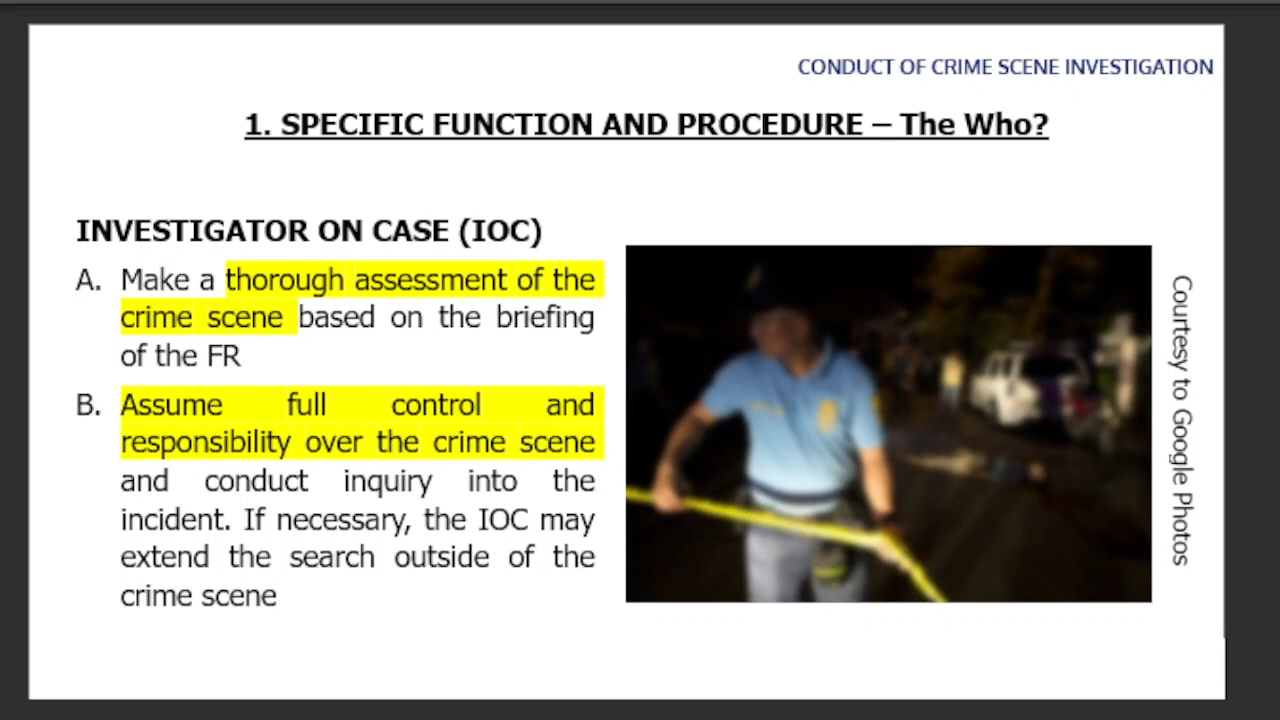 CONDUCT OF CRIME SCENE INVESTIGATION
1. SPECIFIC FUNCTION AND PROCEDURE – The Who?
INVESTIGATOR ON CASE (IOC)
A. Make a thorough assessment of the
crime scene based on the briefing
of the FR
B. Assume full control and
responsibility over the crime scene
and conduct inquiry into the
incident. If necessary, the IOC may
extend the search outside of the
crime scene
Courtesy to Google Photos